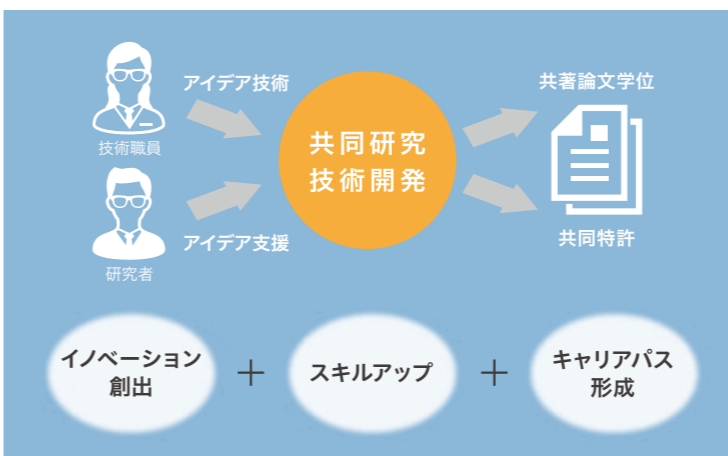 アイデア技術
技術職員
共同研究
技術開発
研究者
アイデア支援
共著論文学位
共同特許
イノベーション
創出
+
スキルアップ
+
キャリアパス
形成